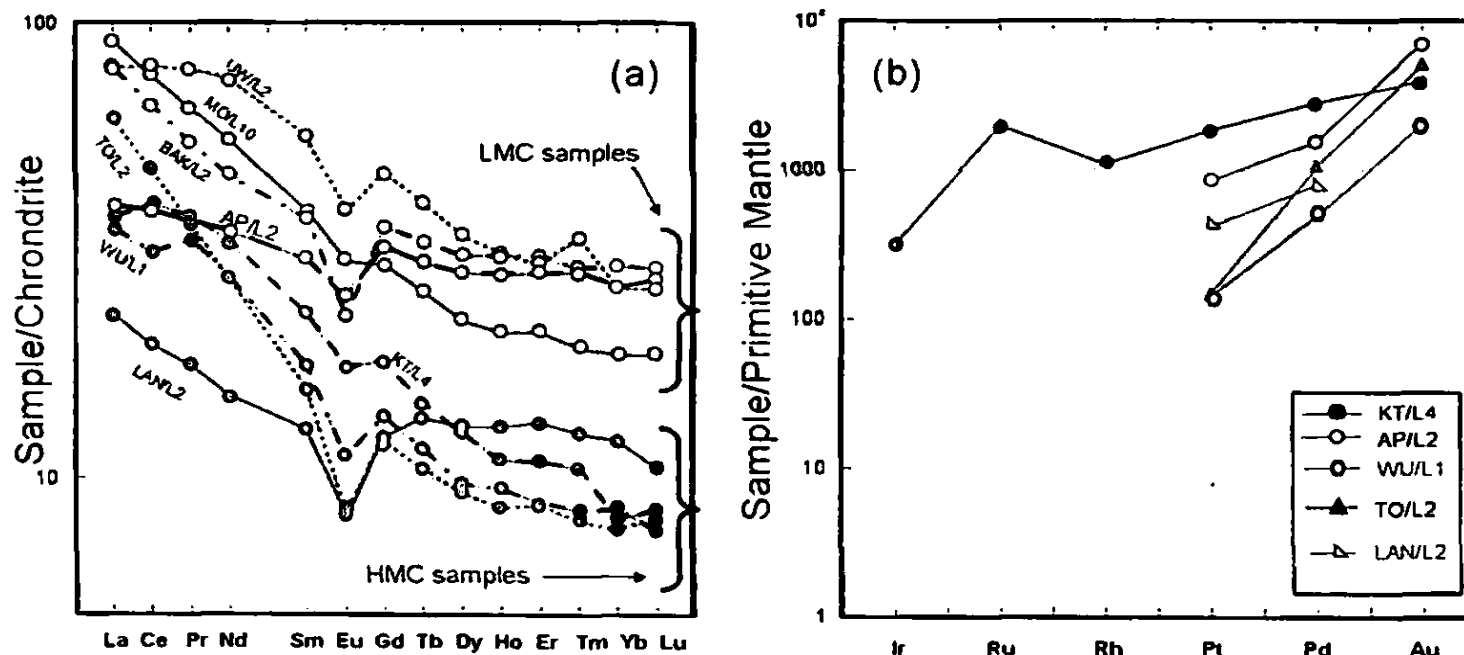 100
(a)
UW/L2
MO/L10
BAK/L2
TO/L2
AP/L2
WU/L1
LAN/L2
KT/L4
LMC samples
HMC samples
10
Sample/Chrondrite
La Ce Pr Nd Sm Eu Gd Tb Dy Ho Er Tm Yb Lu
(b)
1000
100
10
1
Sample/Primitive Mantle
KT/L4
AP/L2
WU/L1
TO/L2
LAN/L2
Ir Ru Rh Pt Pd Au